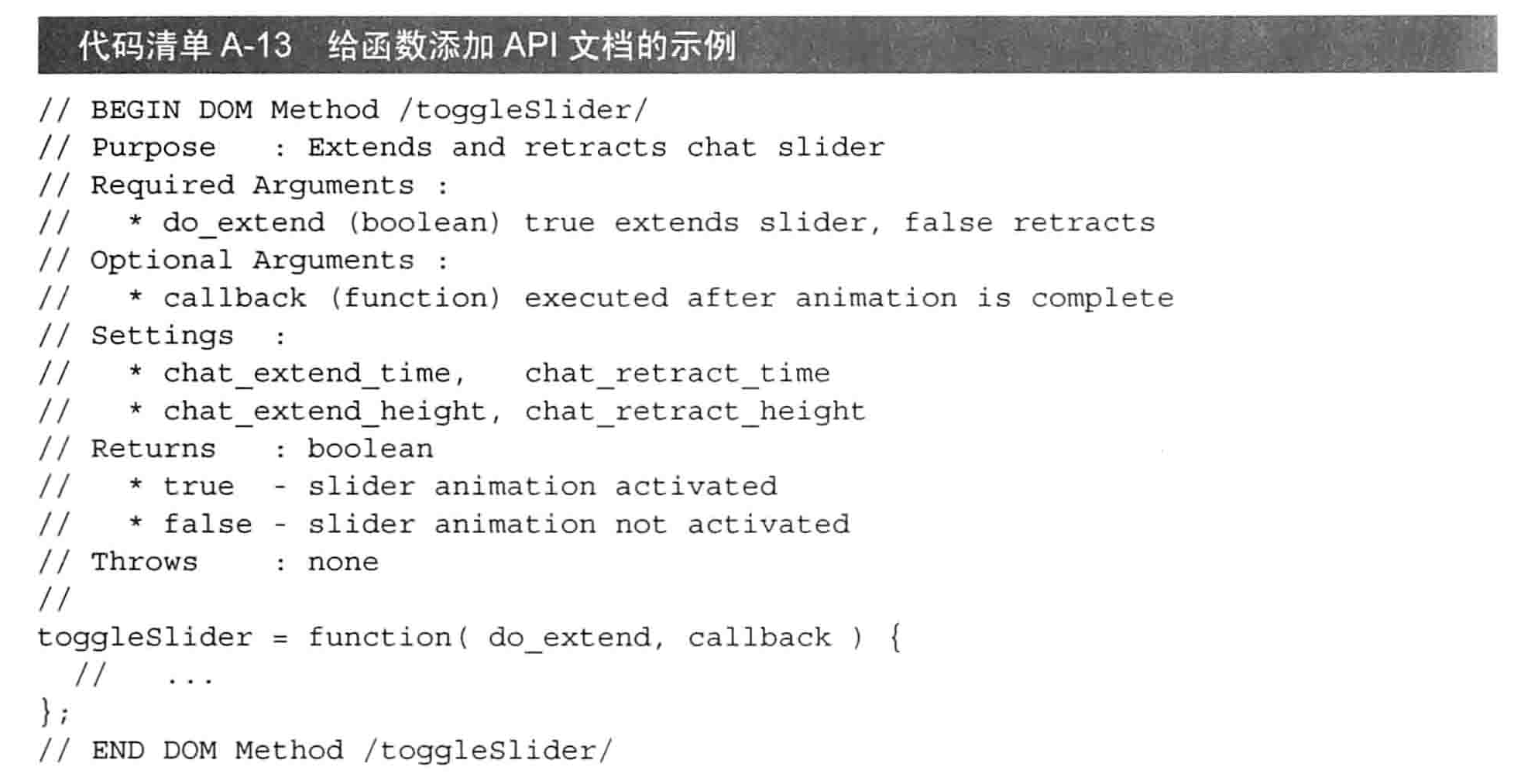 代码清单 A-13 给函数添加 API 文档的示例
// BEGIN DOM Method /toggleSlider/
// Purpose   : Extends and retracts chat slider
// Required Arguments :
//   * do_extend (boolean) true extends slider, false retracts
// Optional Arguments :
//   * callback (function) executed after animation is complete
// Settings  :
//   * chat_extend_time,   chat_retract_time
//   * chat_extend_height, chat_retract_height
// Returns   : boolean
//   * true  - slider animation activated
//   * false - slider animation not activated
// Throws    : none
//
toggleSlider = function( do_extend, callback ) {
  //   ...
};
// END DOM Method /toggleSlider/